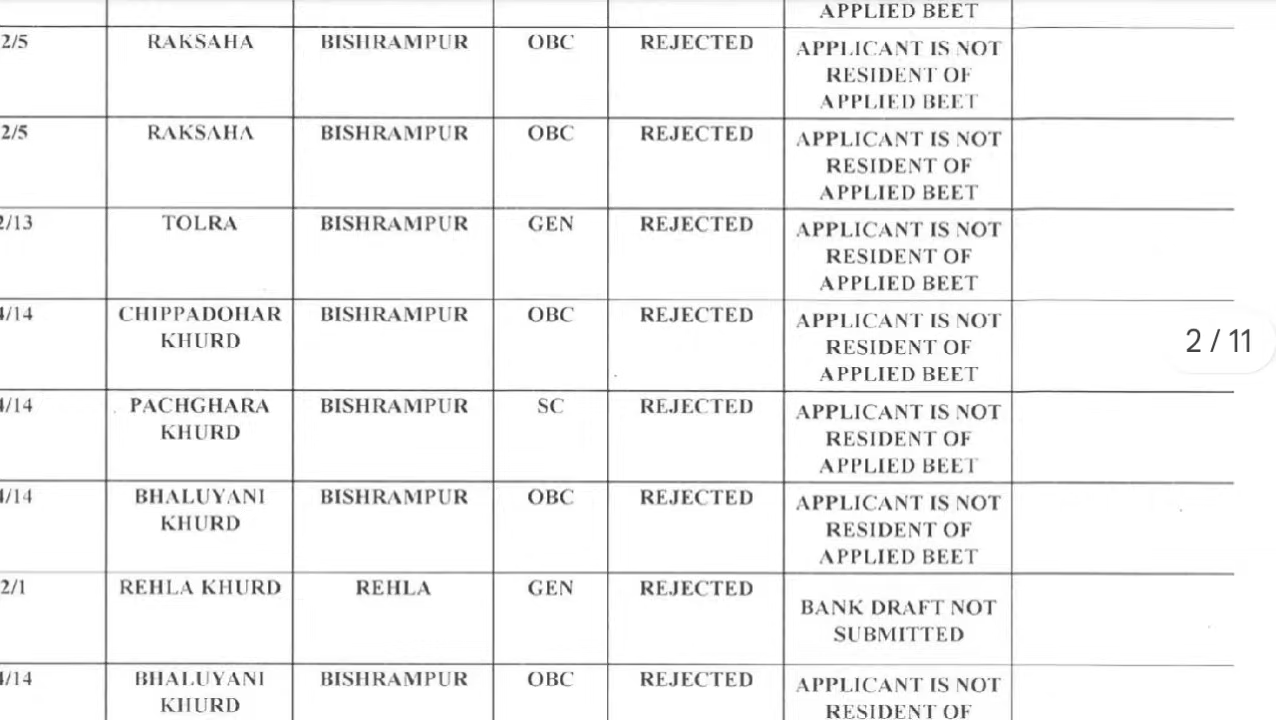 APPLIED BEET
2/5 RAKSAHA BISHRAMPUR OBC REJECTED APPLICANT IS NOT
RESIDENT OF
APPLIED BEET
2/5 RAKSAHA BISHRAMPUR OBC REJECTED APPLICANT IS NOT
RESIDENT OF
APPLIED BEET
2/13 TOLRA BISHRAMPUR GEN REJECTED APPLICANT IS NOT
RESIDENT OF
APPLIED BEET
4/14 CHIPPADOHAR BISHRAMPUR OBC REJECTED APPLICANT IS NOT
KHURD RESIDENT OF
APPLIED BEET
2 / 11
4/14 PACHGHARA BISHRAMPUR SC REJECTED APPLICANT IS NOT
KHURD RESIDENT OF
APPLIED BEET
4/14 BHALUYANI BISHRAMPUR OBC REJECTED APPLICANT IS NOT
KHURD RESIDENT OF
APPLIED BEET
2/1 REHLA KHURD REHLA GEN REJECTED BANK DRAFT NOT
SUBMITTED
4/14 BHALUYANI BISHRAMPUR OBC REJECTED APPLICANT IS NOT
KHURD RESIDENT OF